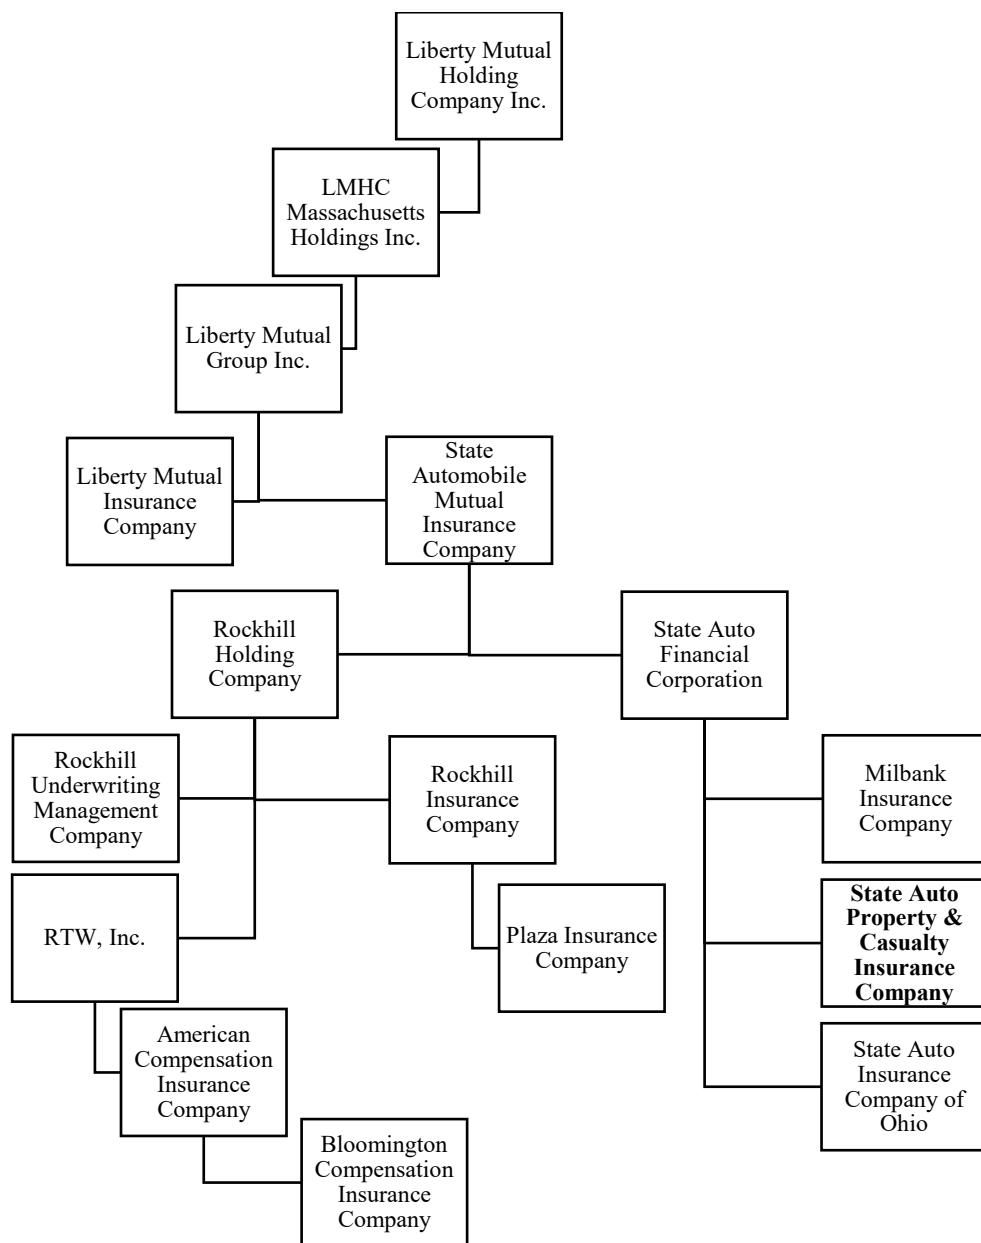 Liberty Mutual
Holding
Company Inc.
LMHC
Massachusetts
Holdings Inc.
Liberty Mutual
Group Inc.
Liberty Mutual
Insurance
Company
State
Automobile
Mutual
Insurance
Company
Rockhill
Holding
Company
State Auto
Financial
Corporation
Rockhill
Underwriting
Management
Company
Rockhill
Insurance
Company
Milbank
Insurance
Company
RTW, Inc.
Plaza Insurance
Company
State Auto
Property &
Casualty
Insurance
Company
American
Compensation
Insurance
Company
State Auto
Insurance
Company of
Ohio
Bloomington
Compensation
Insurance
Company